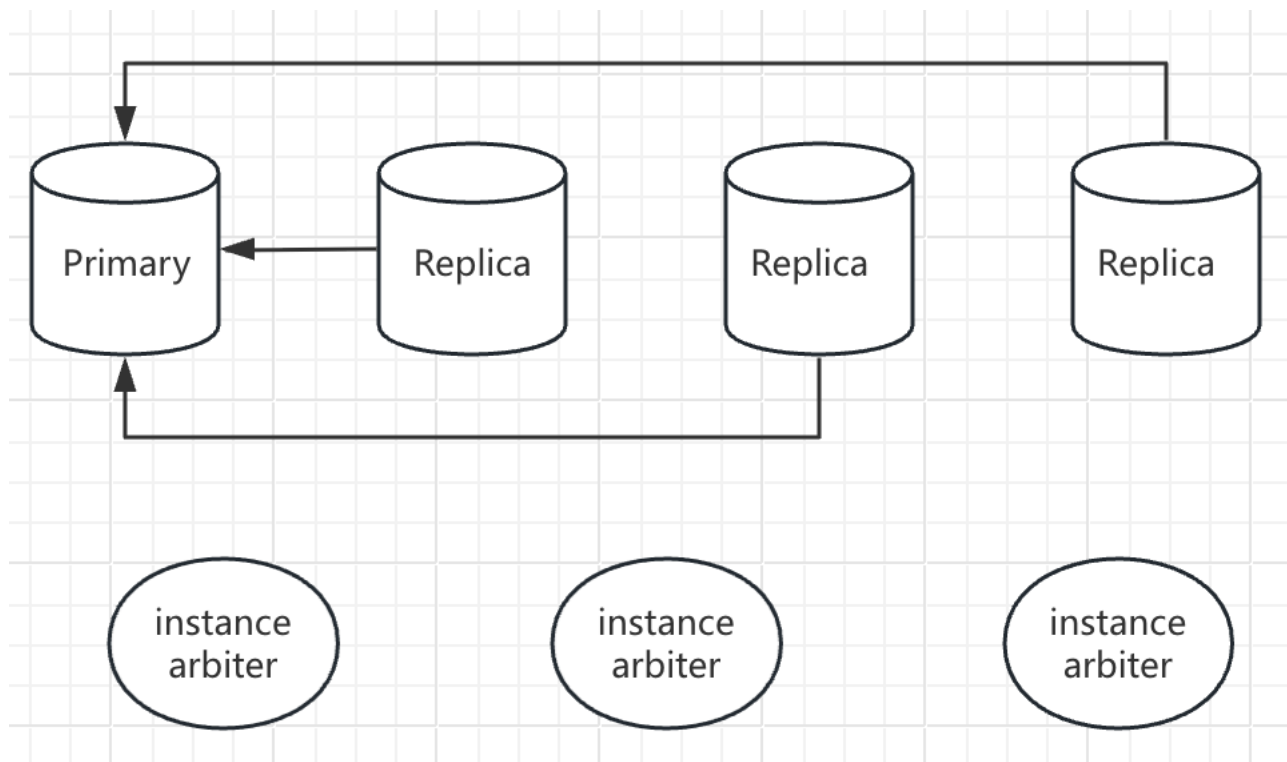 Primary
Replica
Replica
Replica
instance
arbiter
instance
arbiter
instance
arbiter